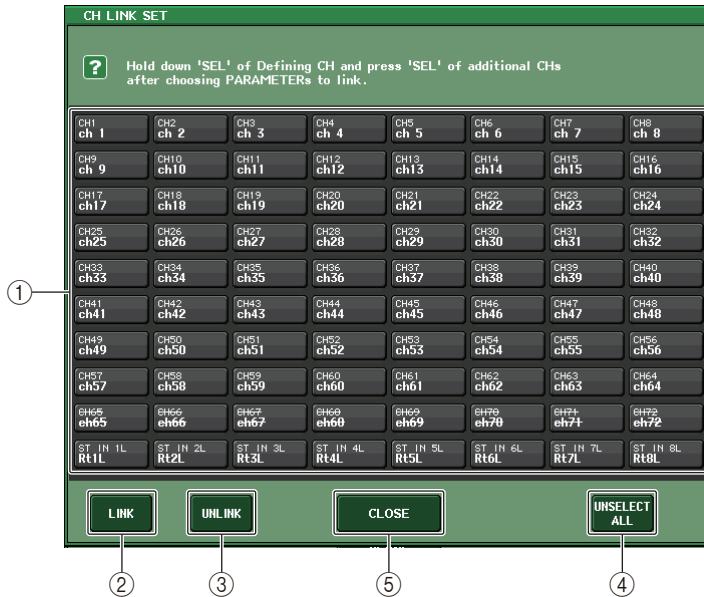 CH LINK SET
? Hold down 'SEL' of Defining CH and press 'SEL' of additional CHs
after choosing PARAMETERs to link.
CH1 CH2 CH3 CH4 CH5 CH6 CH7 CH8
ch 1 ch 2 ch 3 ch 4 ch 5 ch 6 ch 7 ch 8
CH9 CH10 CH11 CH12 CH13 CH14 CH15 CH16
ch 9 ch10 ch11 ch12 ch13 ch14 ch15 ch16
CH17 CH18 CH19 CH20 CH21 CH22 CH23 CH24
ch17 ch18 ch19 ch20 ch21 ch22 ch23 ch24
CH25 CH26 CH27 CH28 CH29 CH30 CH31 CH32
ch25 ch26 ch27 ch28 ch29 ch30 ch31 ch32
CH33 CH34 CH35 CH36 CH37 CH38 CH39 CH40
ch33 ch34 ch35 ch36 ch37 ch38 ch39 ch40
①
CH41 CH42 CH43 CH44 CH45 CH46 CH47 CH48
ch41 ch42 ch43 ch44 ch45 ch46 ch47 ch48
CH49 CH50 CH51 CH52 CH53 CH54 CH55 CH56
ch49 ch50 ch51 ch52 ch53 ch54 ch55 ch56
CH57 CH58 CH59 CH60 CH61 CH62 CH63 CH64
ch57 ch58 ch59 ch60 ch61 ch62 ch63 ch64
CH65 CH66 CH67 CH68 CH69 CH70 CH71 CH72
ch65 ch66 ch67 ch68 ch69 ch70 ch71 ch72
ST IN 1L ST IN 2L ST IN 3L ST IN 4L ST IN 5L ST IN 6L ST IN 7L ST IN 8L
Rt1L Rt2L Rt3L Rt4L Rt5L Rt6L Rt7L Rt8L
LINK UNLINK CLOSE UNSELECT
ALL
② ③ ⑤ ④